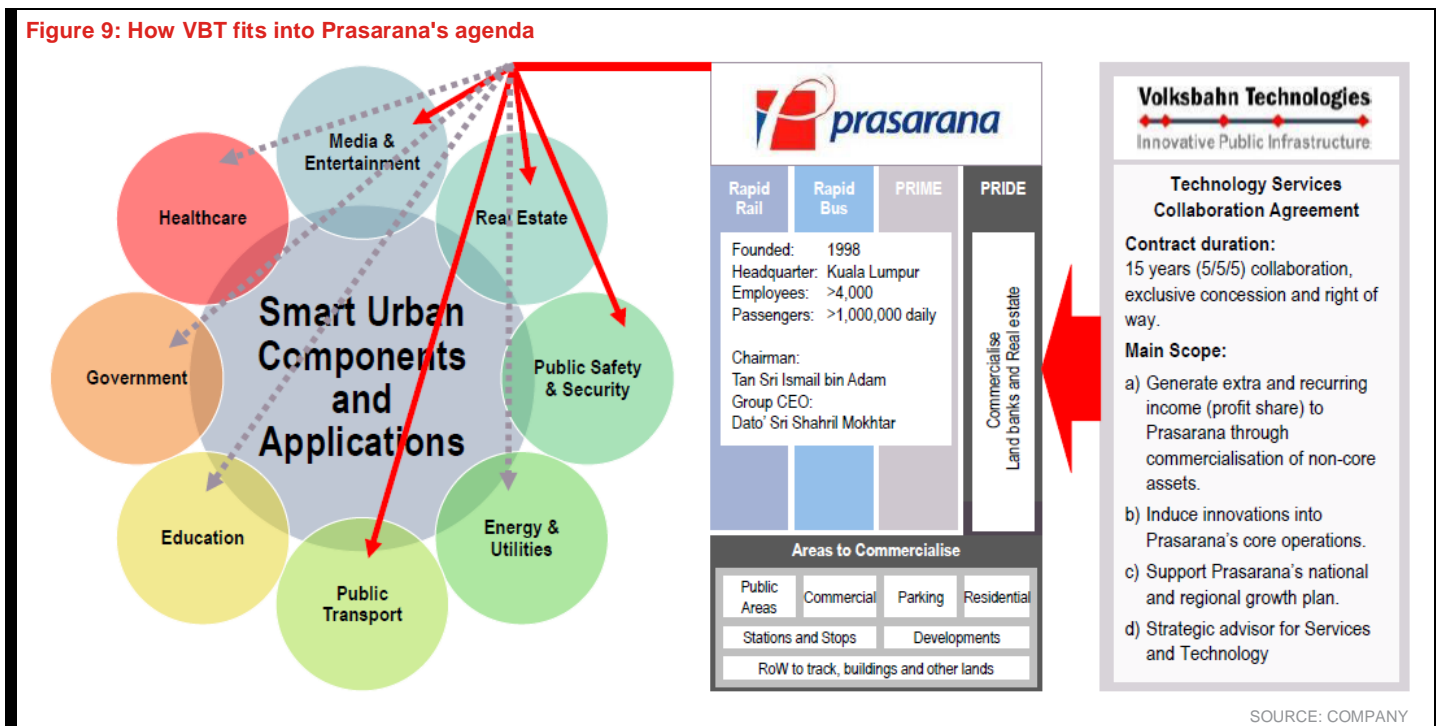 Figure 9: How VBT fits into Prasarana's agenda
Media &
Entertainment
Healthcare
Real Estate
Smart Urban
Components
and
Applications
Government
Public Safety
& Security
Education
Energy &
Utilities
Public
Transport
prasarana
Rapid
Rail
Rapid
Bus
PRIME
PRIDE
Founded: 1998
Headquarter: Kuala Lumpur
Employees: >4,000
Passengers: >1,000,000 daily
Chairman:
Tan Sri Ismail bin Adam
Group CEO:
Dato' Sri Shahril Mokhtar
Commercialise
Land banks and Real estate
Areas to Commercialise
Public
Areas
Commercial
Parking
Residential
Stations and Stops
Developments
RoW to track, buildings and other lands
Volksbahn Technologies
Innovative Public Infrastructure
Technology Services
Collaboration Agreement
Contract duration:
15 years (5/5/5) collaboration,
exclusive concession and right of
way.
Main Scope:
a) Generate extra and recurring
income (profit share) to
Prasarana through
commercialisation of non-core
assets.
b) Induce innovations into
Prasarana's core operations.
c) Support Prasarana's national
and regional growth plan.
d) Strategic advisor for Services
and Technology
SOURCE: COMPANY